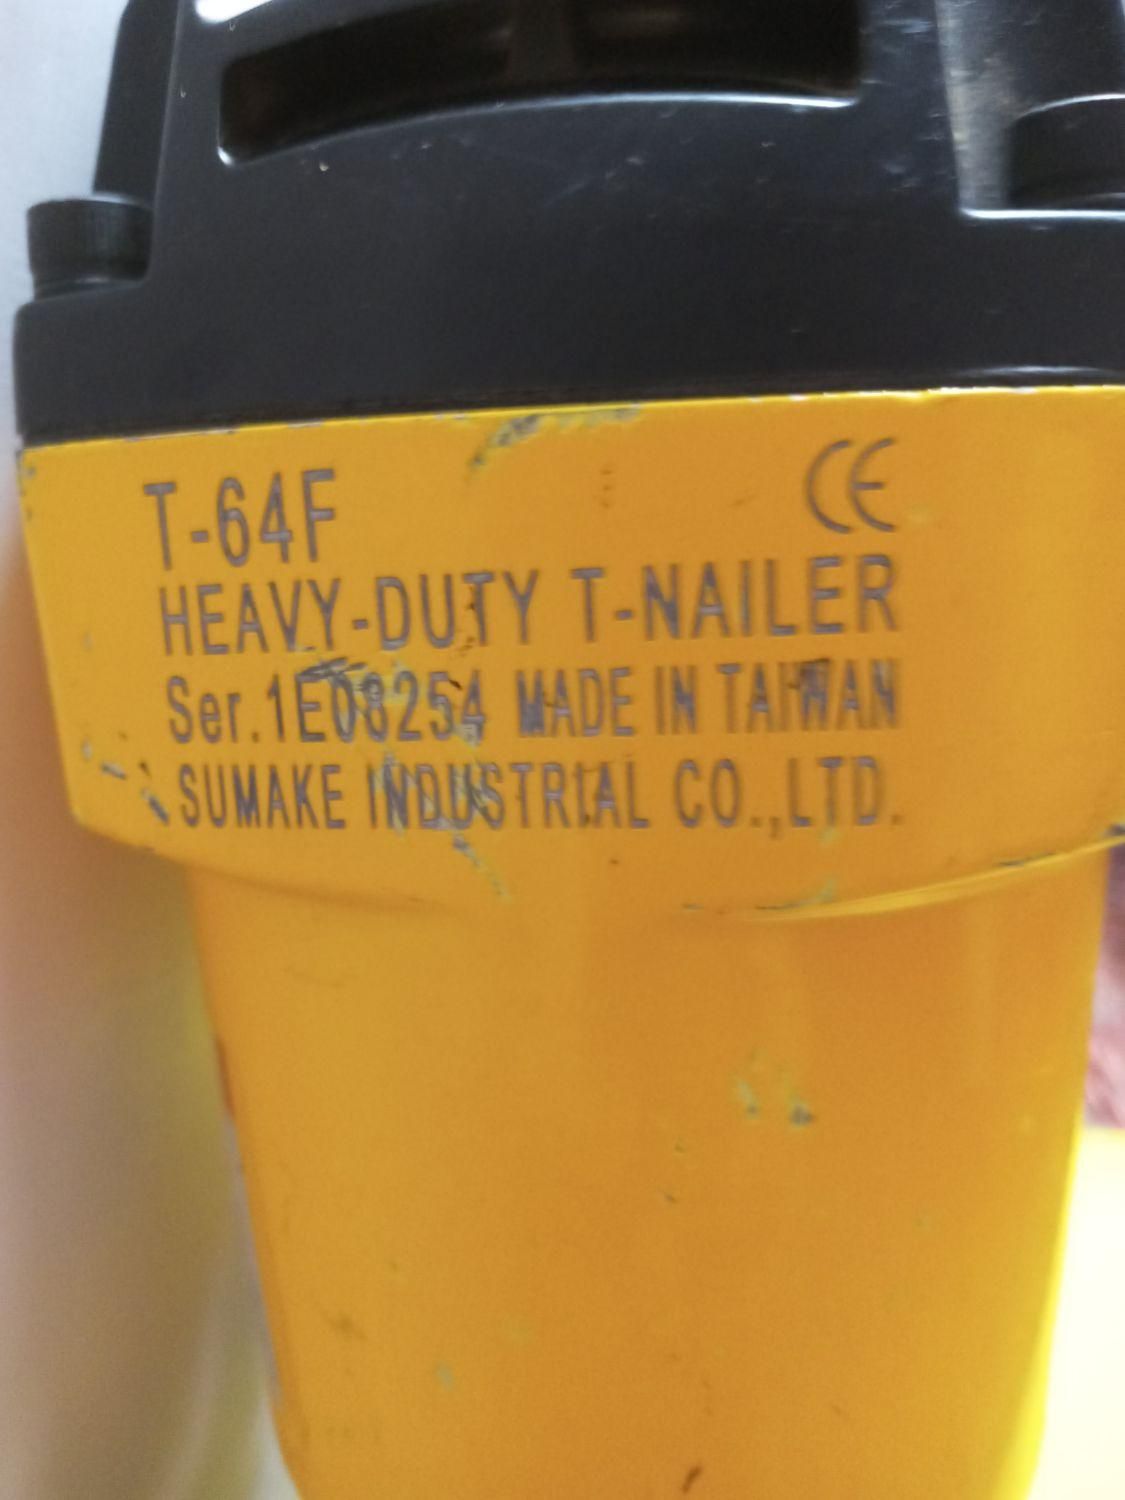 T-64F CE
HEAVY-DUTY T-NAILER
Ser.1E08254 MADE IN TAIWAN
SUMAKE INDUSTRIAL CO.,LTD.